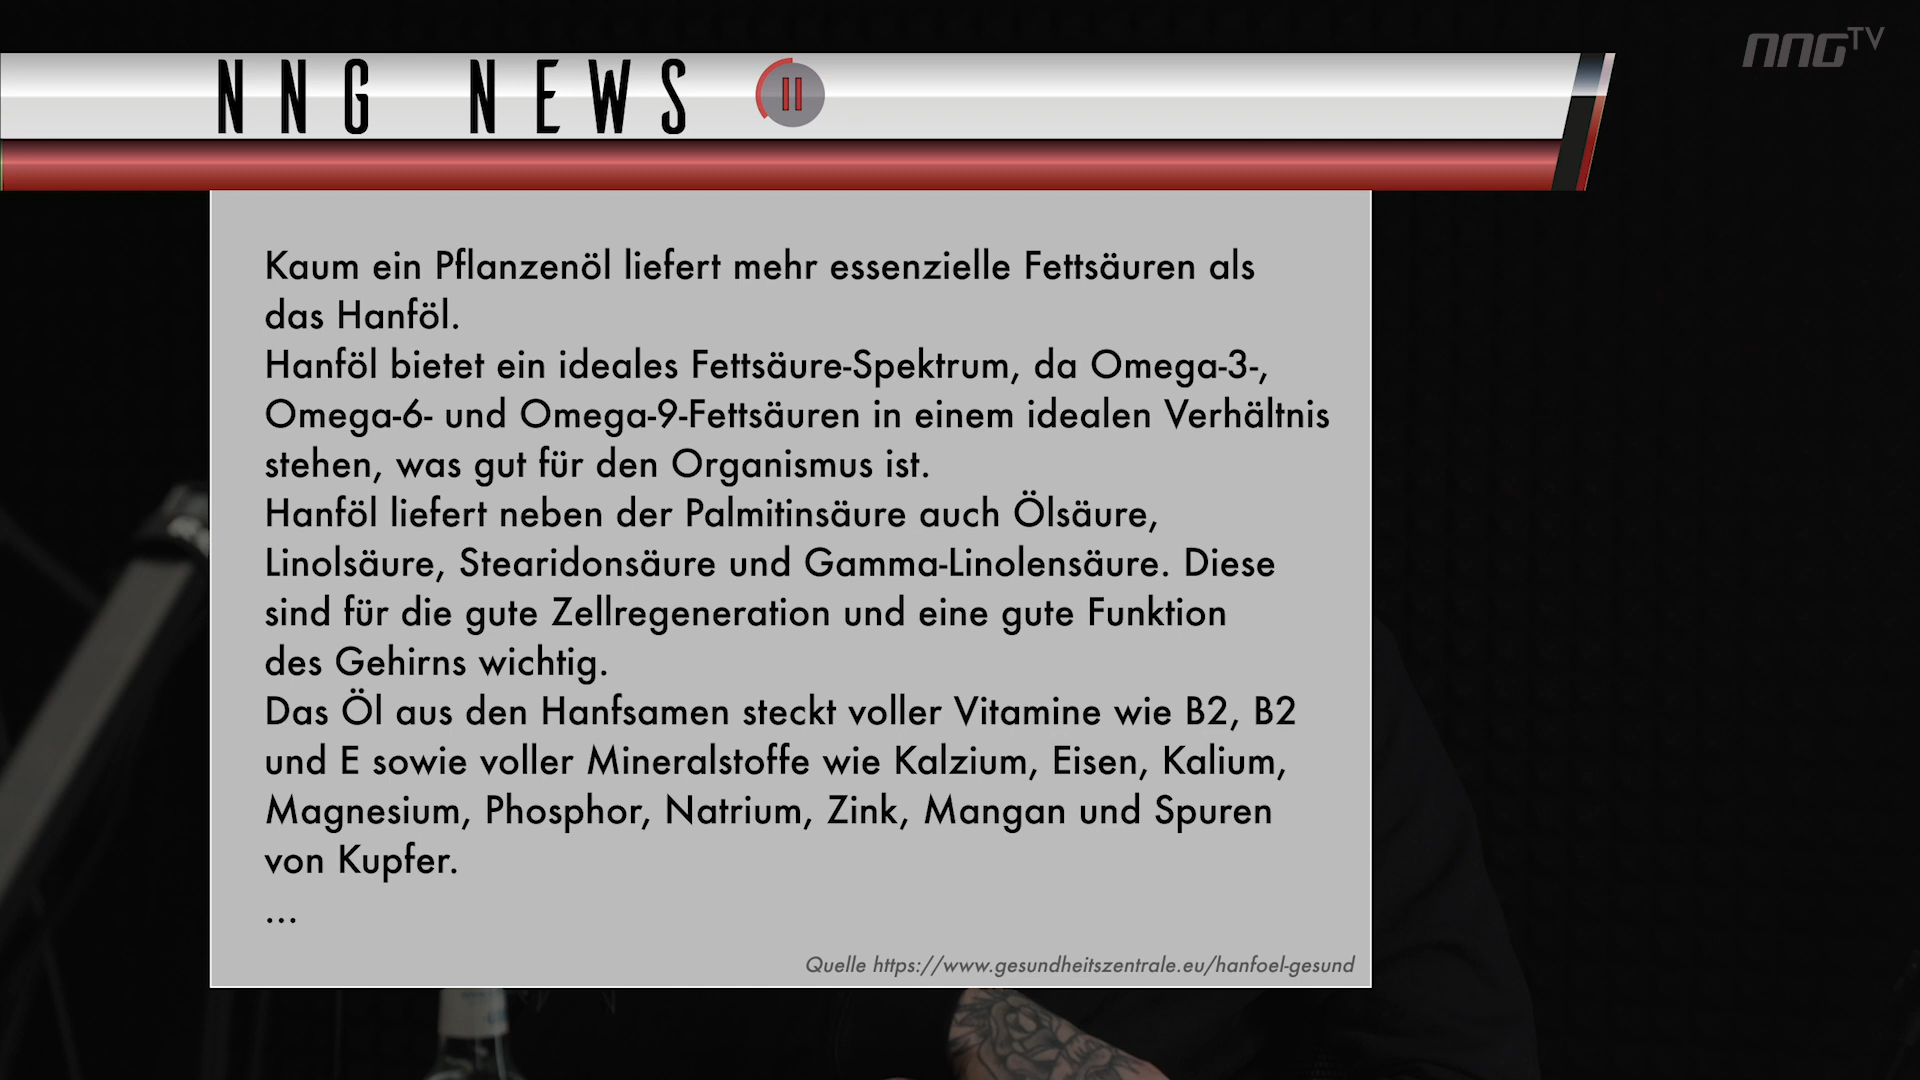 NNG NEWS
nnGTV
Kaum ein Pflanzenöl liefert mehr essenzielle Fettsäuren als
das Hanföl.
Hanföl bietet ein ideales Fettsäure-Spektrum, da Omega-3-,
Omega-6- und Omega-9-Fettsäuren in einem idealen Verhältnis
stehen, was gut für den Organismus ist.
Hanföl liefert neben der Palmitinsäure auch Ölsäure,
Linolsäure, Stearidonsäure und Gamma-Linolensäure. Diese
sind für die gute Zellregeneration und eine gute Funktion
des Gehirns wichtig.
Das Öl aus den Hanfsamen steckt voller Vitamine wie B2, B2
und E sowie voller Mineralstoffe wie Kalzium, Eisen, Kalium,
Magnesium, Phosphor, Natrium, Zink, Mangan und Spuren
von Kupfer.
...
Quelle https://www.gesundheitszentrale.eu/hanfoel-gesund